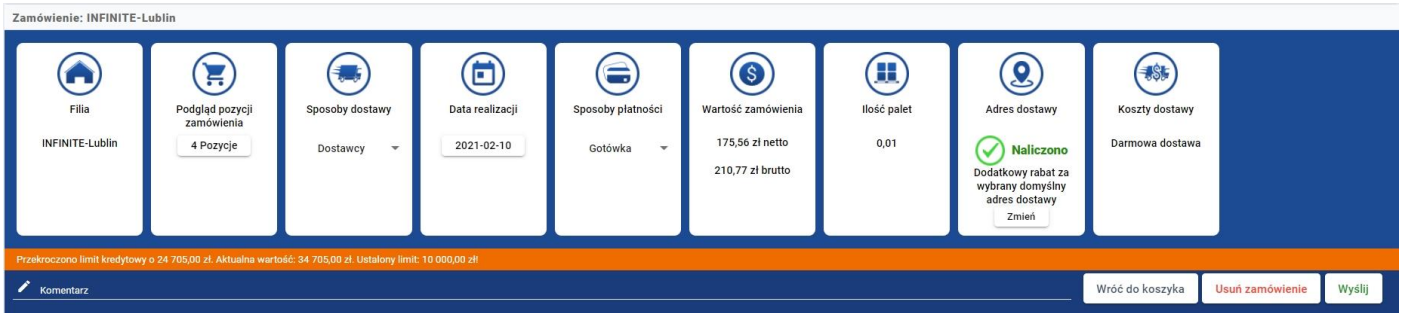 Zamówienie: INFINITE-Lublin
Filia
INFINITE-Lublin
Podgląd pozycji
zamówienia
4 Pozycje
Sposoby dostawy
Dostawcy
Data realizacji
2021-02-10
Sposoby płatności
Gotówka
Wartość zamówienia
175,56 zł netto
210,77 zł brutto
Ilość palet
0,01
Adres dostawy
Naliczono
Dodatkowy rabat za
wybrany domyślny
adres dostawy
Zmień
Koszty dostawy
Darmowa dostawa
Przekroczono limit kredytowy o 24 705,00 zł. Aktualna wartość: 34 705,00 zł. Ustalony limit: 10 000,00 zł!
Komentarz
Wróć do koszyka
Usuń zamówienie
Wyślij